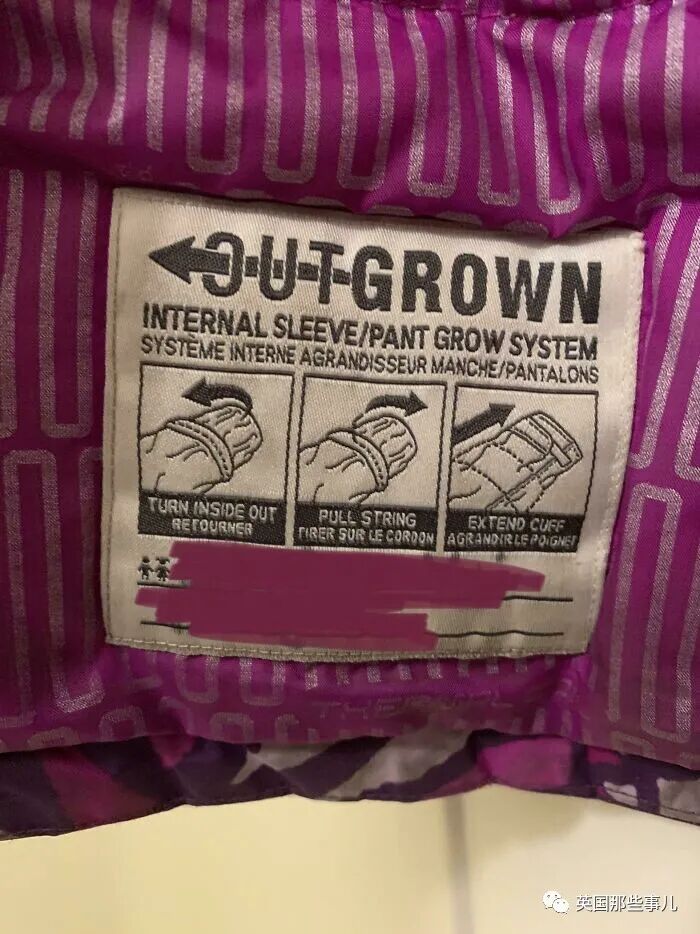 OUTGROWN
INTERNAL SLEEVE/PANT GROW SYSTEM
SYSTÈME INTERNE AGRANDISSEUR MANCHE/PANTALONS
TURN INSIDE OUT
RETOURNER
PULL STRING
TIRER SUR LE CORDON
EXTEND CUFF
AGRANDIR LE POIGNET
英国那些事儿